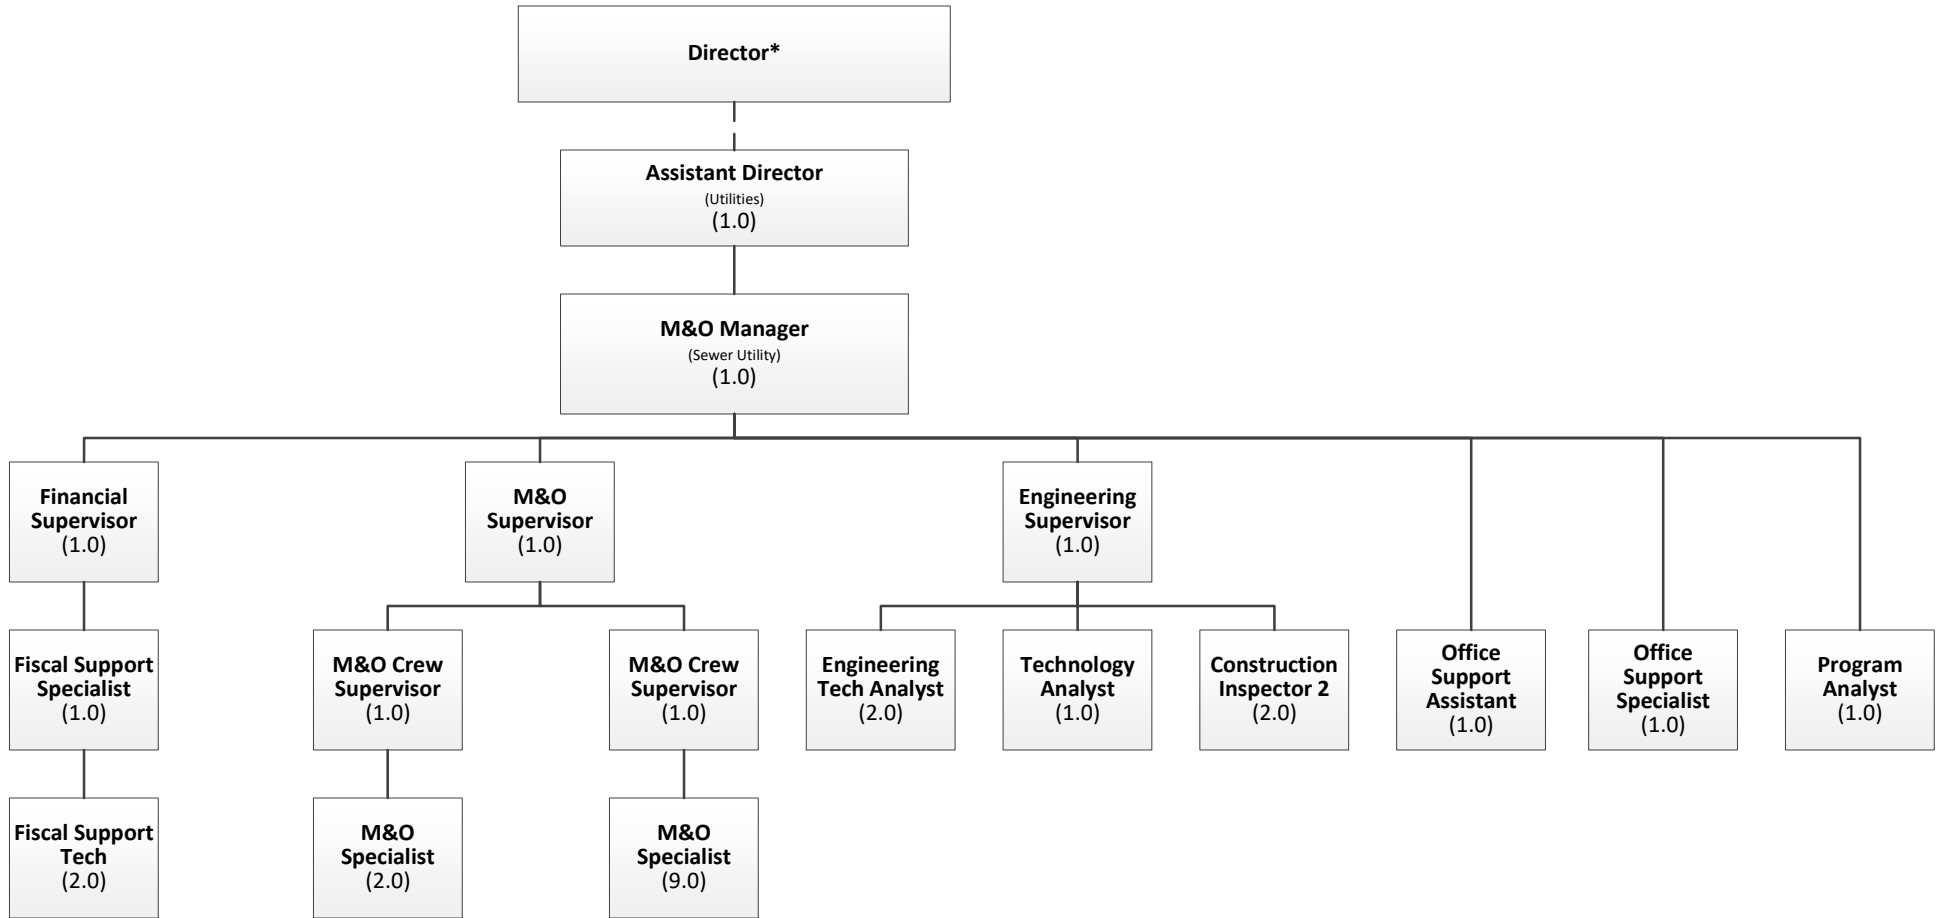 Director*
Assistant Director
(Utilities)
(1.0)
M&O Manager
(Sewer Utility)
(1.0)
Financial
Supervisor
(1.0)
M&O
Supervisor
(1.0)
Engineering
Supervisor
(1.0)
Fiscal Support
Specialist
(1.0)
M&O Crew
Supervisor
(1.0)
M&O Crew
Supervisor
(1.0)
Engineering
Tech Analyst
(2.0)
Technology
Analyst
(1.0)
Construction
Inspector 2
(2.0)
Office
Support
Assistant
(1.0)
Office
Support
Specialist
(1.0)
Program
Analyst
(1.0)
Fiscal Support
Tech
(2.0)
M&O
Specialist
(2.0)
M&O
Specialist
(9.0)